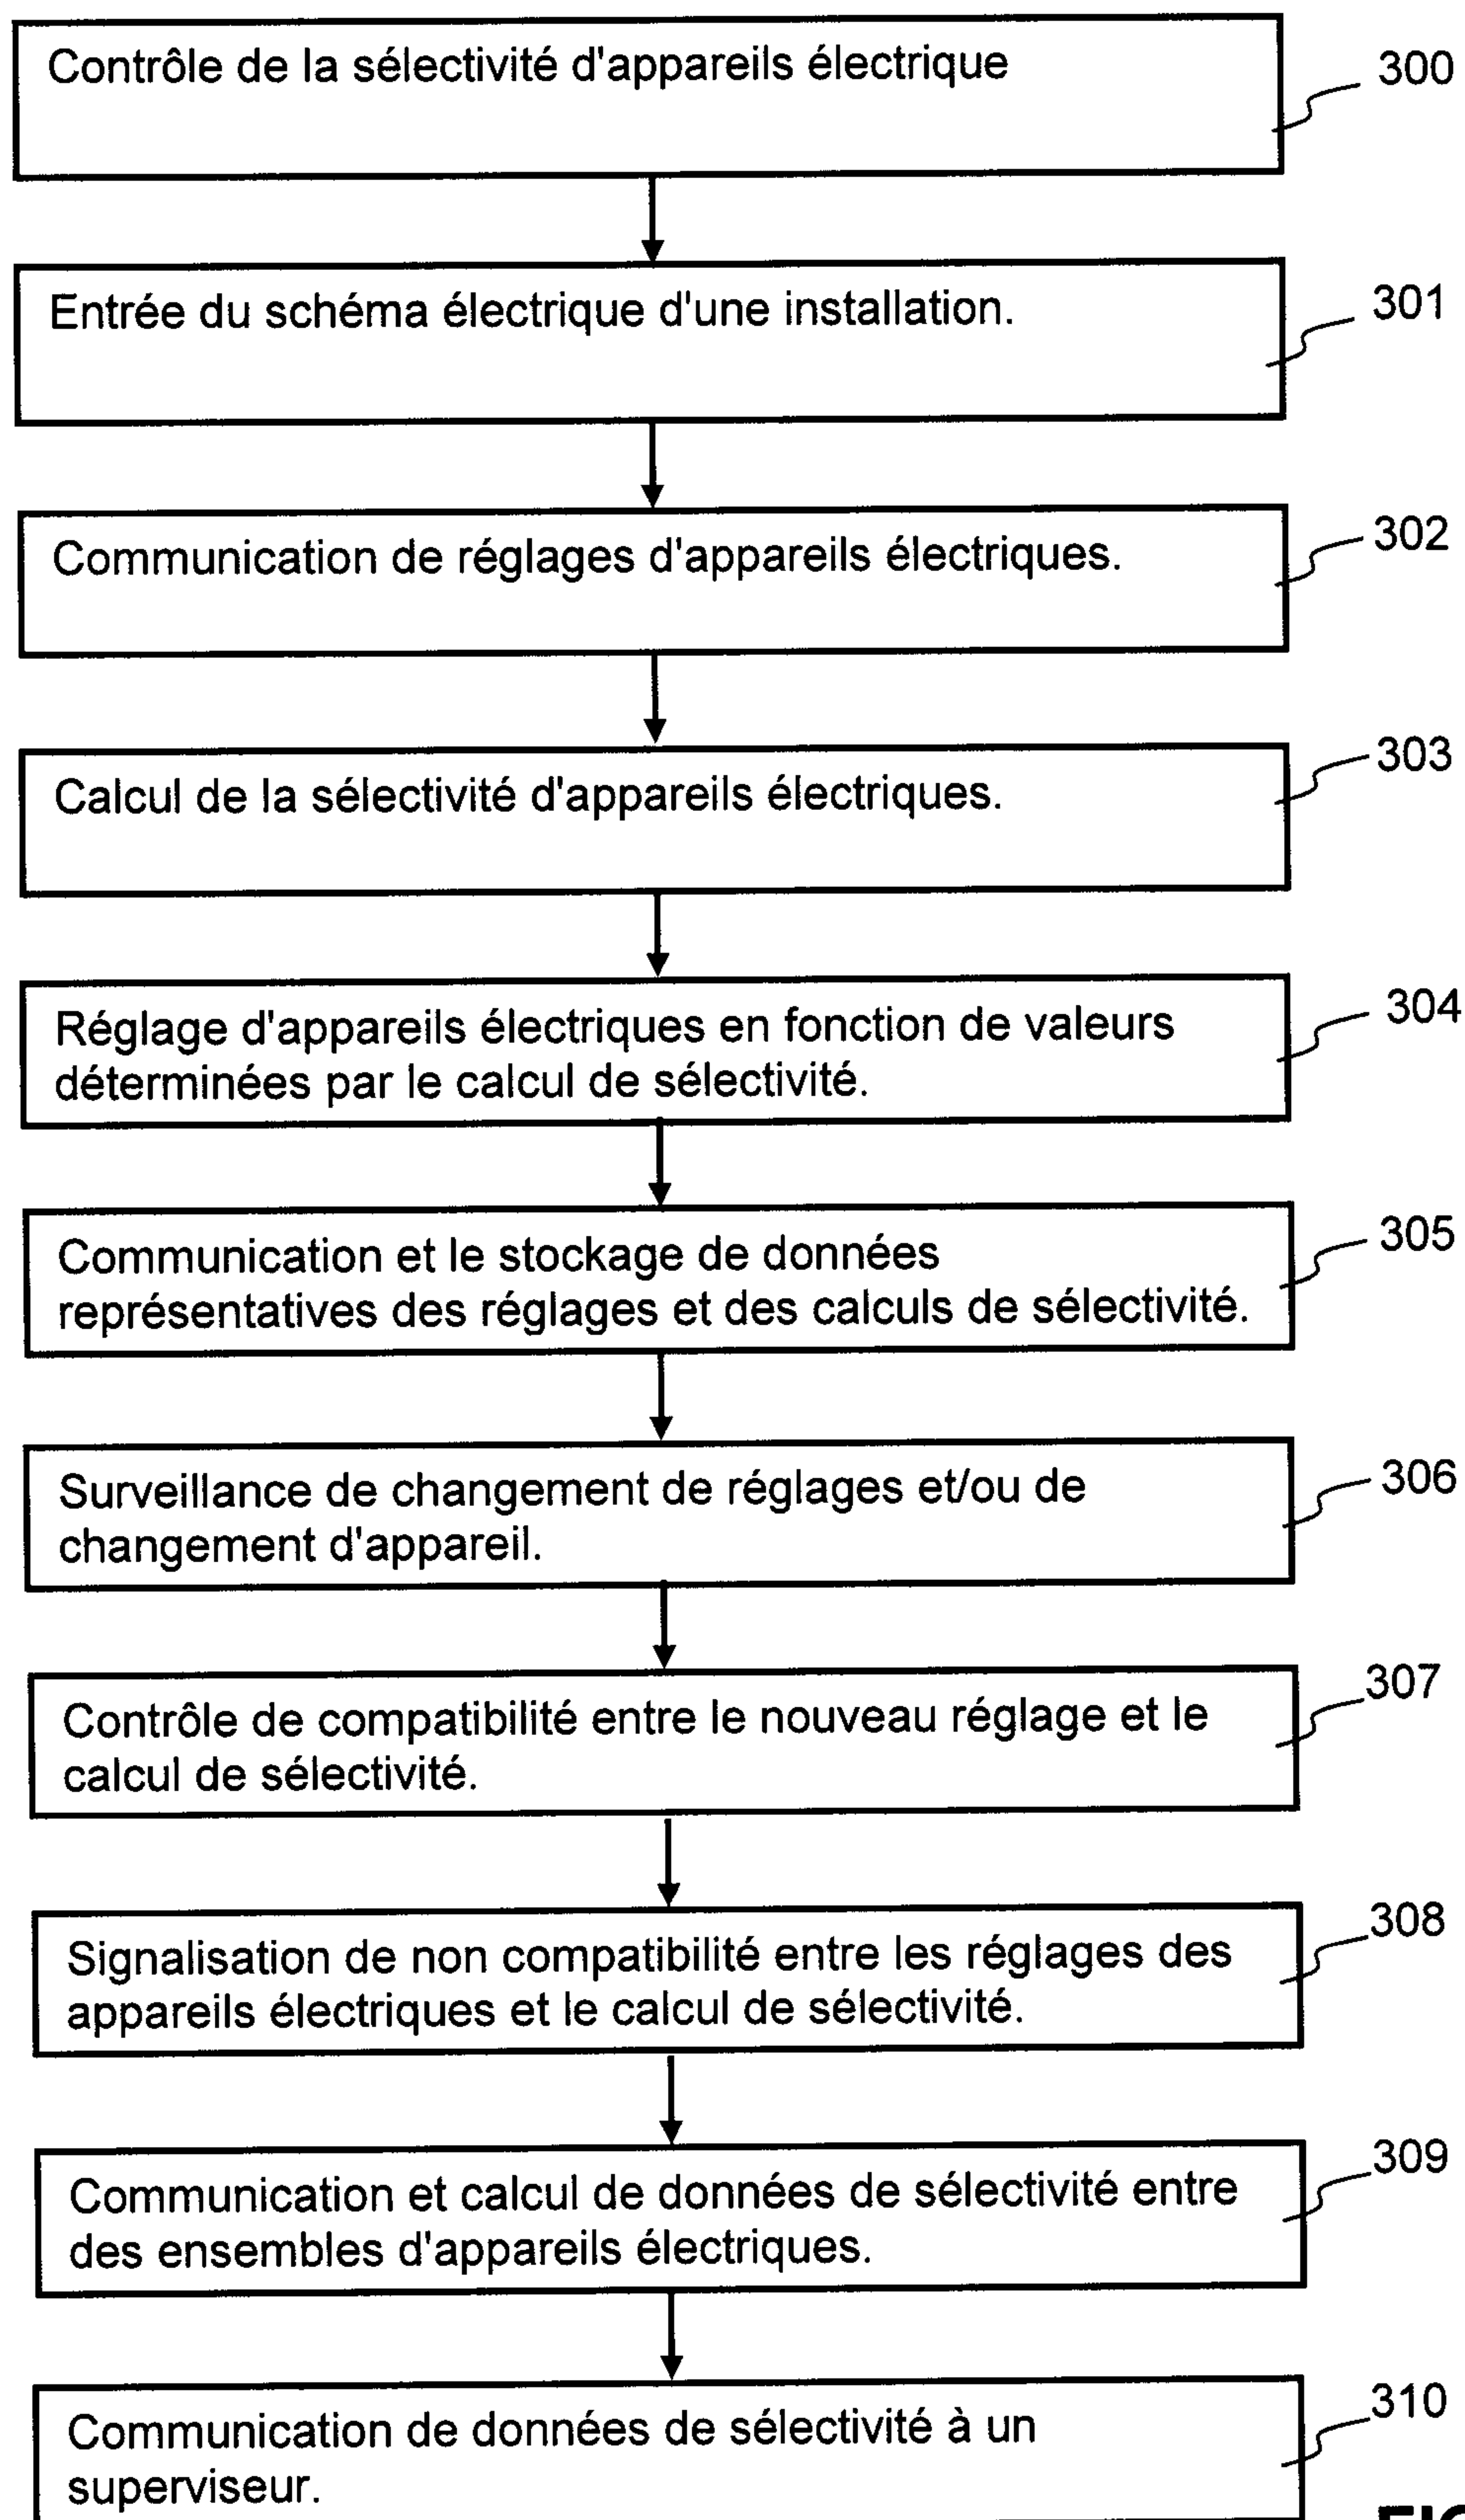 Contrôle de la sélectivité d'appareils électrique
300
Entrée du schéma électrique d'une installation.
301
Communication de réglages d'appareils électriques.
302
Calcul de la sélectivité d'appareils électriques.
303
Réglage d'appareils électriques en fonction de valeurs
déterminées par le calcul de sélectivité.
304
Communication et le stockage de données
représentatives des réglages et des calculs de sélectivité.
305
Surveillance de changement de réglages et/ou de
changement d'appareil.
306
Contrôle de compatibilité entre le nouveau réglage et le
calcul de sélectivité.
307
Signalisation de non compatibilité entre les réglages des
appareils électriques et le calcul de sélectivité.
308
Communication et calcul de données de sélectivité entre
des ensembles d'appareils électriques.
309
Communication de données de sélectivité à un
superviseur.
310